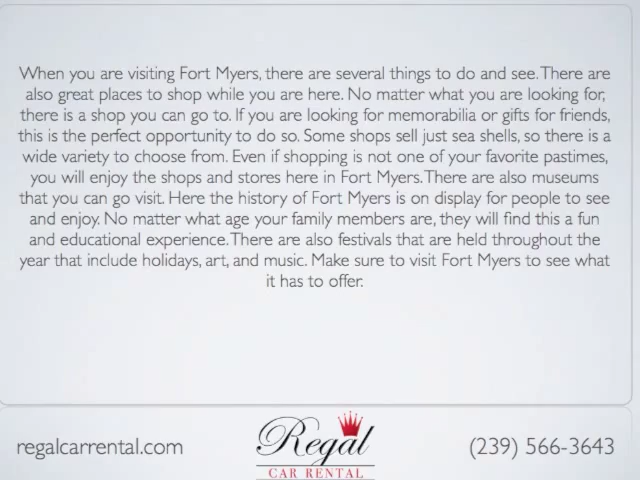 When you are visiting Fort Myers, there are several things to do and see. There are
also great places to shop while you are here. No matter what you are looking for,
there is a shop you can go to. If you are looking for memorabilia or gifts for friends,
this is the perfect opportunity to do so. Some shops sell just sea shells, so there is a
wide variety to choose from. Even if shopping is not one of your favorite pastimes,
you will enjoy the shops and stores here in Fort Myers. There are also museums
that you can go visit. Here the history of Fort Myers is on display for people to see
and enjoy. No matter what age your family members are, they will find this a fun
and educational experience. There are also festivals that are held throughout the
year that include holidays, art, and music. Make sure to visit Fort Myers to see what
it has to offer.
regalcarrental.com
Regal
CAR RENTAL
(239) 566-3643